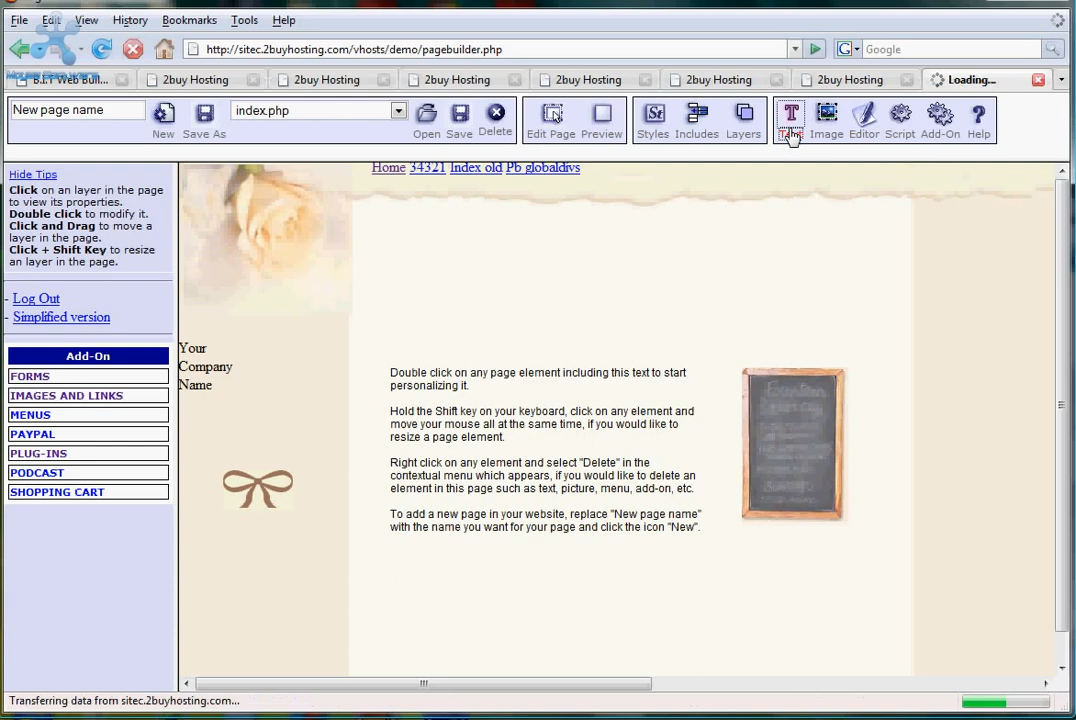 File Edit View History Bookmarks Tools Help
http://sitec.2buyhosting.com/vhosts/demo/pagebuilder.php
G Google
Web Buil...
2buy Hosting
2buy Hosting
2buy Hosting
2buy Hosting
2buy Hosting
2buy Hosting
Loading...
New page name
New
Save As
index.php
Open
Save
Delete
Edit Page
Preview
St
Styles
Includes
Layers
T
Image
Editor
Script
Add-On
?
Help
Hide Tips
Click on an layer in the page
to view its properties.
Double click to modify it.
Click and Drag to move a
layer in the page.
Click + Shift Key to resize
an layer in the page.
- Log Out
- Simplified version
Add-On
FORMS
IMAGES AND LINKS
MENUS
PAYPAL
PLUG-INS
PODCAST
SHOPPING CART
Home 34321 Index old Pb globaldivs
Your
Company
Name
Double click on any page element including this text to start
personalizing it.
Hold the Shift key on your keyboard, click on any element and
move your mouse all at the same time, if you would like to
resize a page element.
Right click on any element and select "Delete" in the
contextual menu which appears, if you would like to delete an
element in this page such as text, picture, menu, add-on, etc.
To add a new page in your website, replace "New page name"
with the name you want for your page and click the icon "New".
Transferring data from sitec.2buyhosting.com...